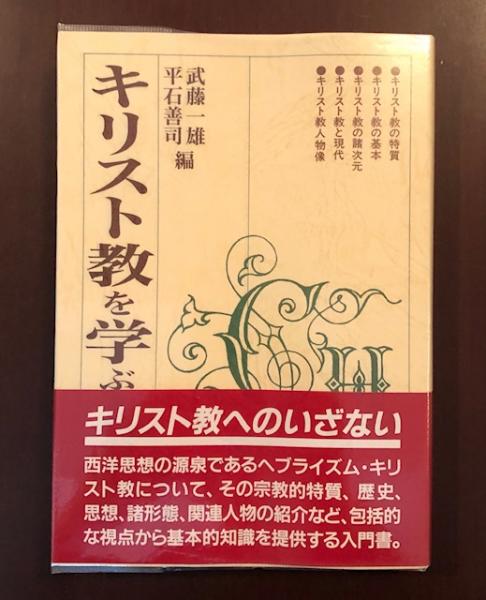 ●キリスト教の特質
●キリスト教の基本
●キリスト教の諸次元
●キリスト教と現代
●キリスト教人物像
武藤一雄
平石善司 編
キリスト教を学ぶ
キリスト教へのいざない
西洋思想の源泉であるヘブライズム・キリ
スト教について、その宗教的特質、歴史、
思想、諸形態、関連人物の紹介など、包括的
な視点から基本的知識を提供する入門書。